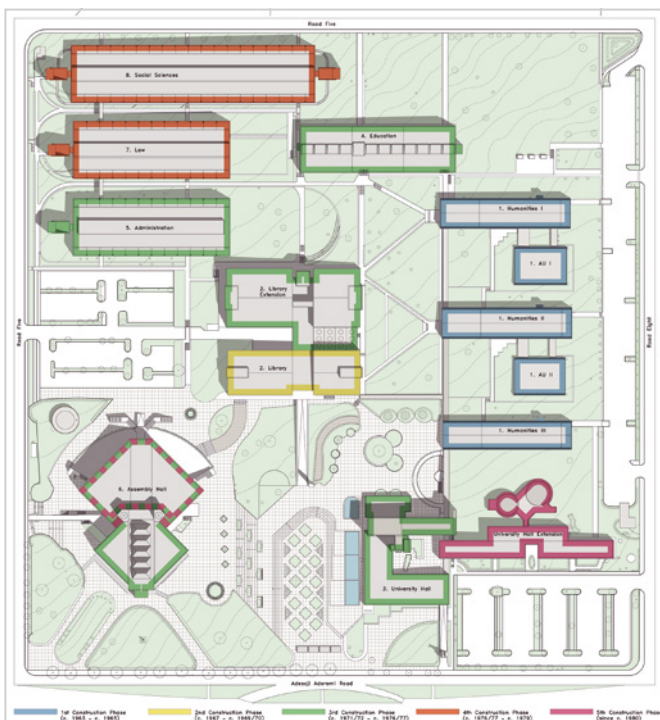 Road Five
8. Social Sciences
7. Law
4. Education
5. Administration
1. Humanities I
1. AU I
3. Library
Extension
1. Humanities II
Road Five
Road Eight
2. Library
1. AU II
1. Humanities III
6. Assembly Hall
University Hall Extension
3. University Hall
Adesoji Aderemi Road
1st Construction Phase
2nd Construction Phase
3rd Construction Phase
4th Construction Phase
5th Construction Phase
(since c. 1980)